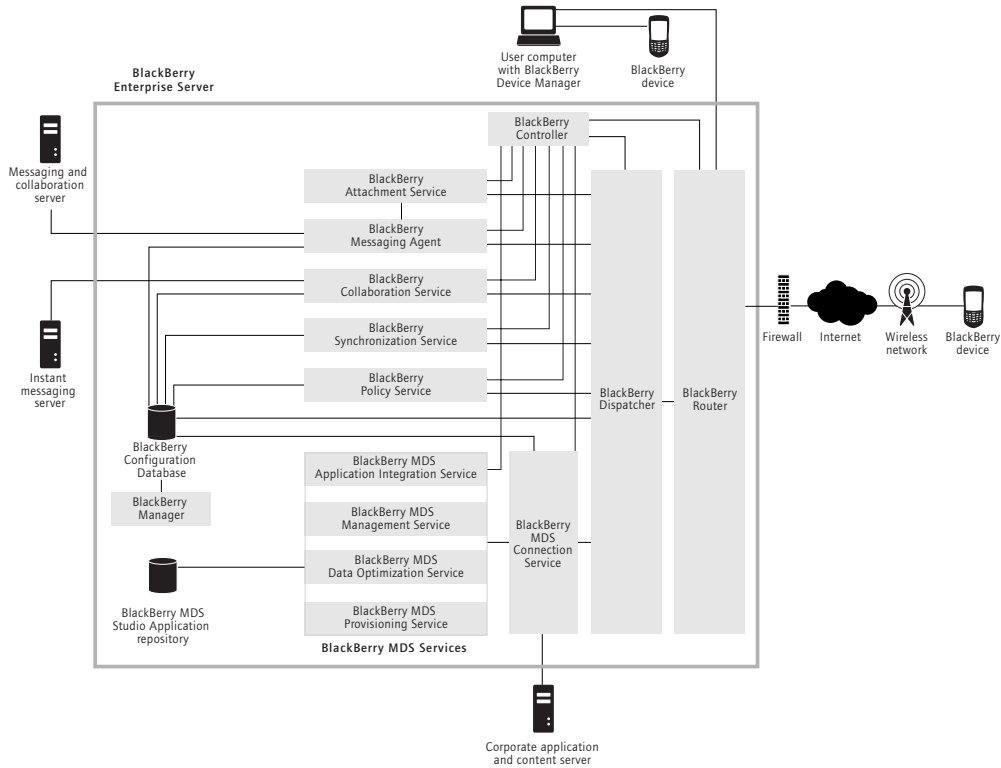 User computer
with BlackBerry
Device Manager
BlackBerry
device
BlackBerry
Enterprise Server
BlackBerry
Controller
Messaging and
collaboration
server
BlackBerry
Attachment Service
BlackBerry
Messaging Agent
BlackBerry
Collaboration Service
BlackBerry
Synchronization Service
BlackBerry
Policy Service
Instant
messaging
server
BlackBerry
Dispatcher
BlackBerry
Router
Firewall
Internet
Wireless
network
BlackBerry
device
BlackBerry
Configuration
Database
BlackBerry
Manager
BlackBerry MDS
Application Integration Service
BlackBerry MDS
Management Service
BlackBerry MDS
Data Optimization Service
BlackBerry MDS
Provisioning Service
BlackBerry MDS Services
BlackBerry
MDS
Connection
Service
BlackBerry MDS
Studio Application
repository
Corporate application
and content server